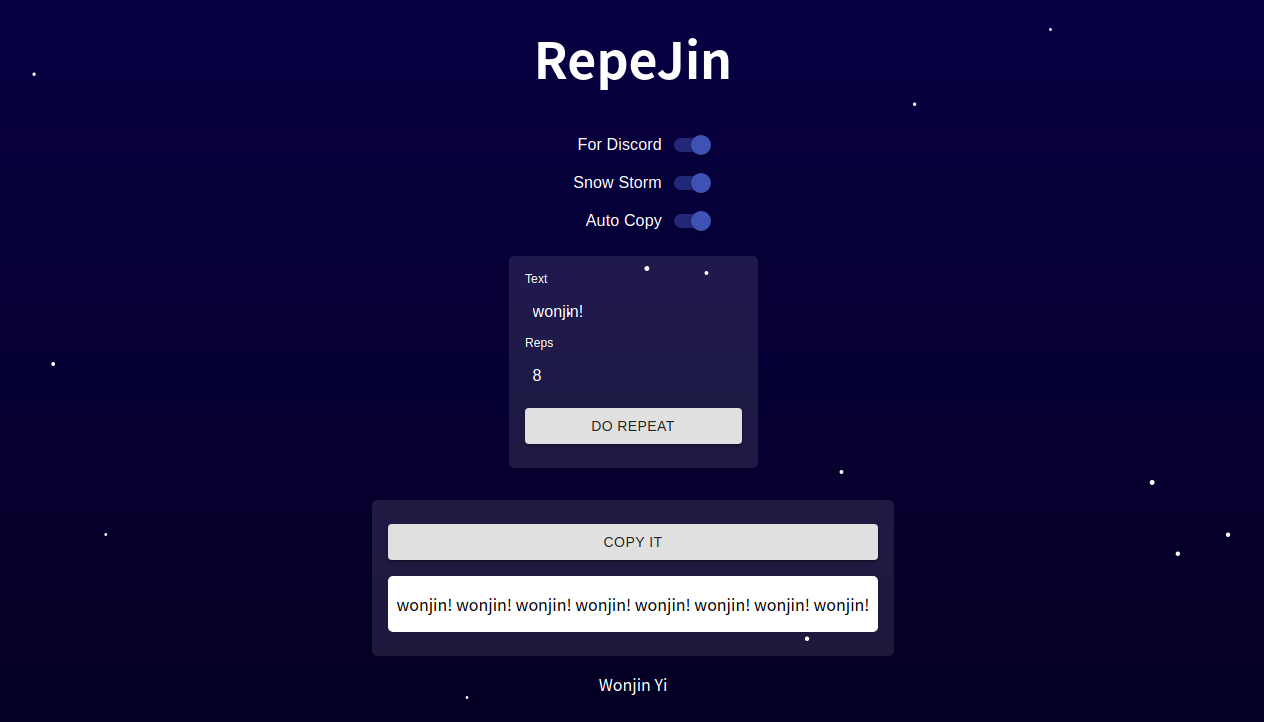 RepeJin
For Discord
Snow Storm
Auto Copy
Text
wonjin!
Reps
8
DO REPEAT
COPY IT
wonjin! wonjin! wonjin! wonjin! wonjin! wonjin! wonjin! wonjin!
Wonjin Yi